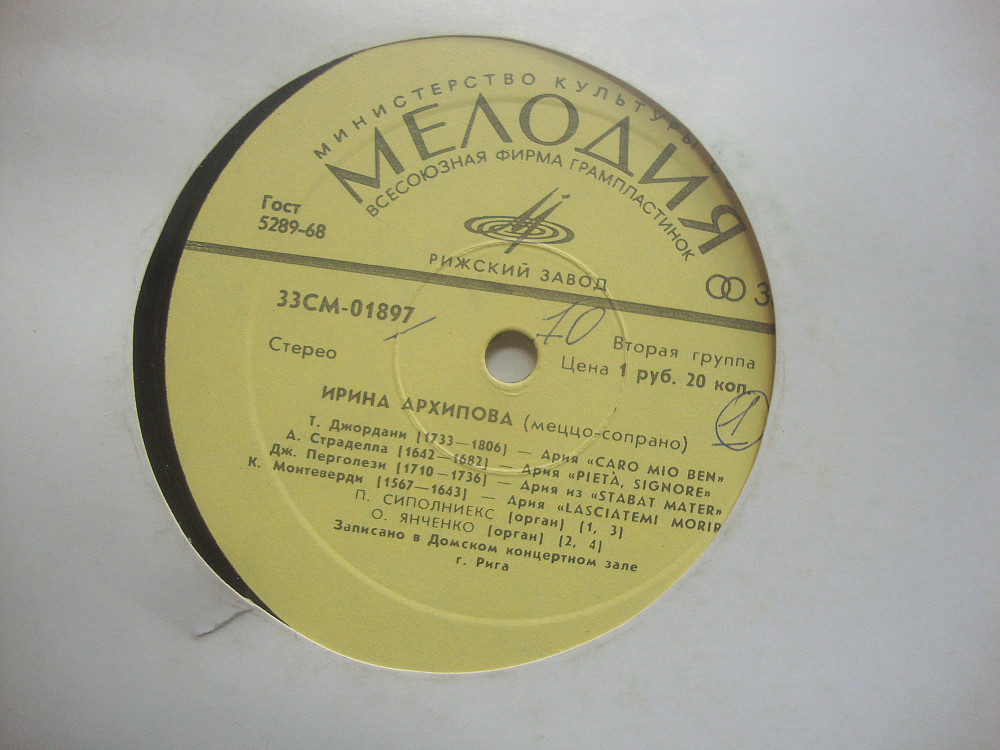 МИНИСТЕРСТВО КУЛЬТУРЫ
МЕЛОДИЯ
ВСЕСОЮЗНАЯ ФИРМА ГРАМПЛАСТИНОК
Гост
5289-68
РИЖСКИЙ ЗАВОД
33СМ-01897
10
Вторая группа
Стерео
Цена 1 руб. 20 коп.
1
ИРИНА АРХИПОВА (меццо-сопрано)
Т. Джордани [1733—1806] — Ария «CARO MIO BEN»
А. Страделла [1642—1682] — Ария «PIETÀ, SIGNORE»
Дж. Перголези [1710—1736] — Ария из «STABAT MATER»
К. Монтеверди [1567—1643] — Ария «LASCIATEMI MORIR
П. СИПОЛНИЕКС [орган] [1, 3]
О. ЯНЧЕНКО [орган] [2, 4]
Записано в Домском концертном зале
г. Рига